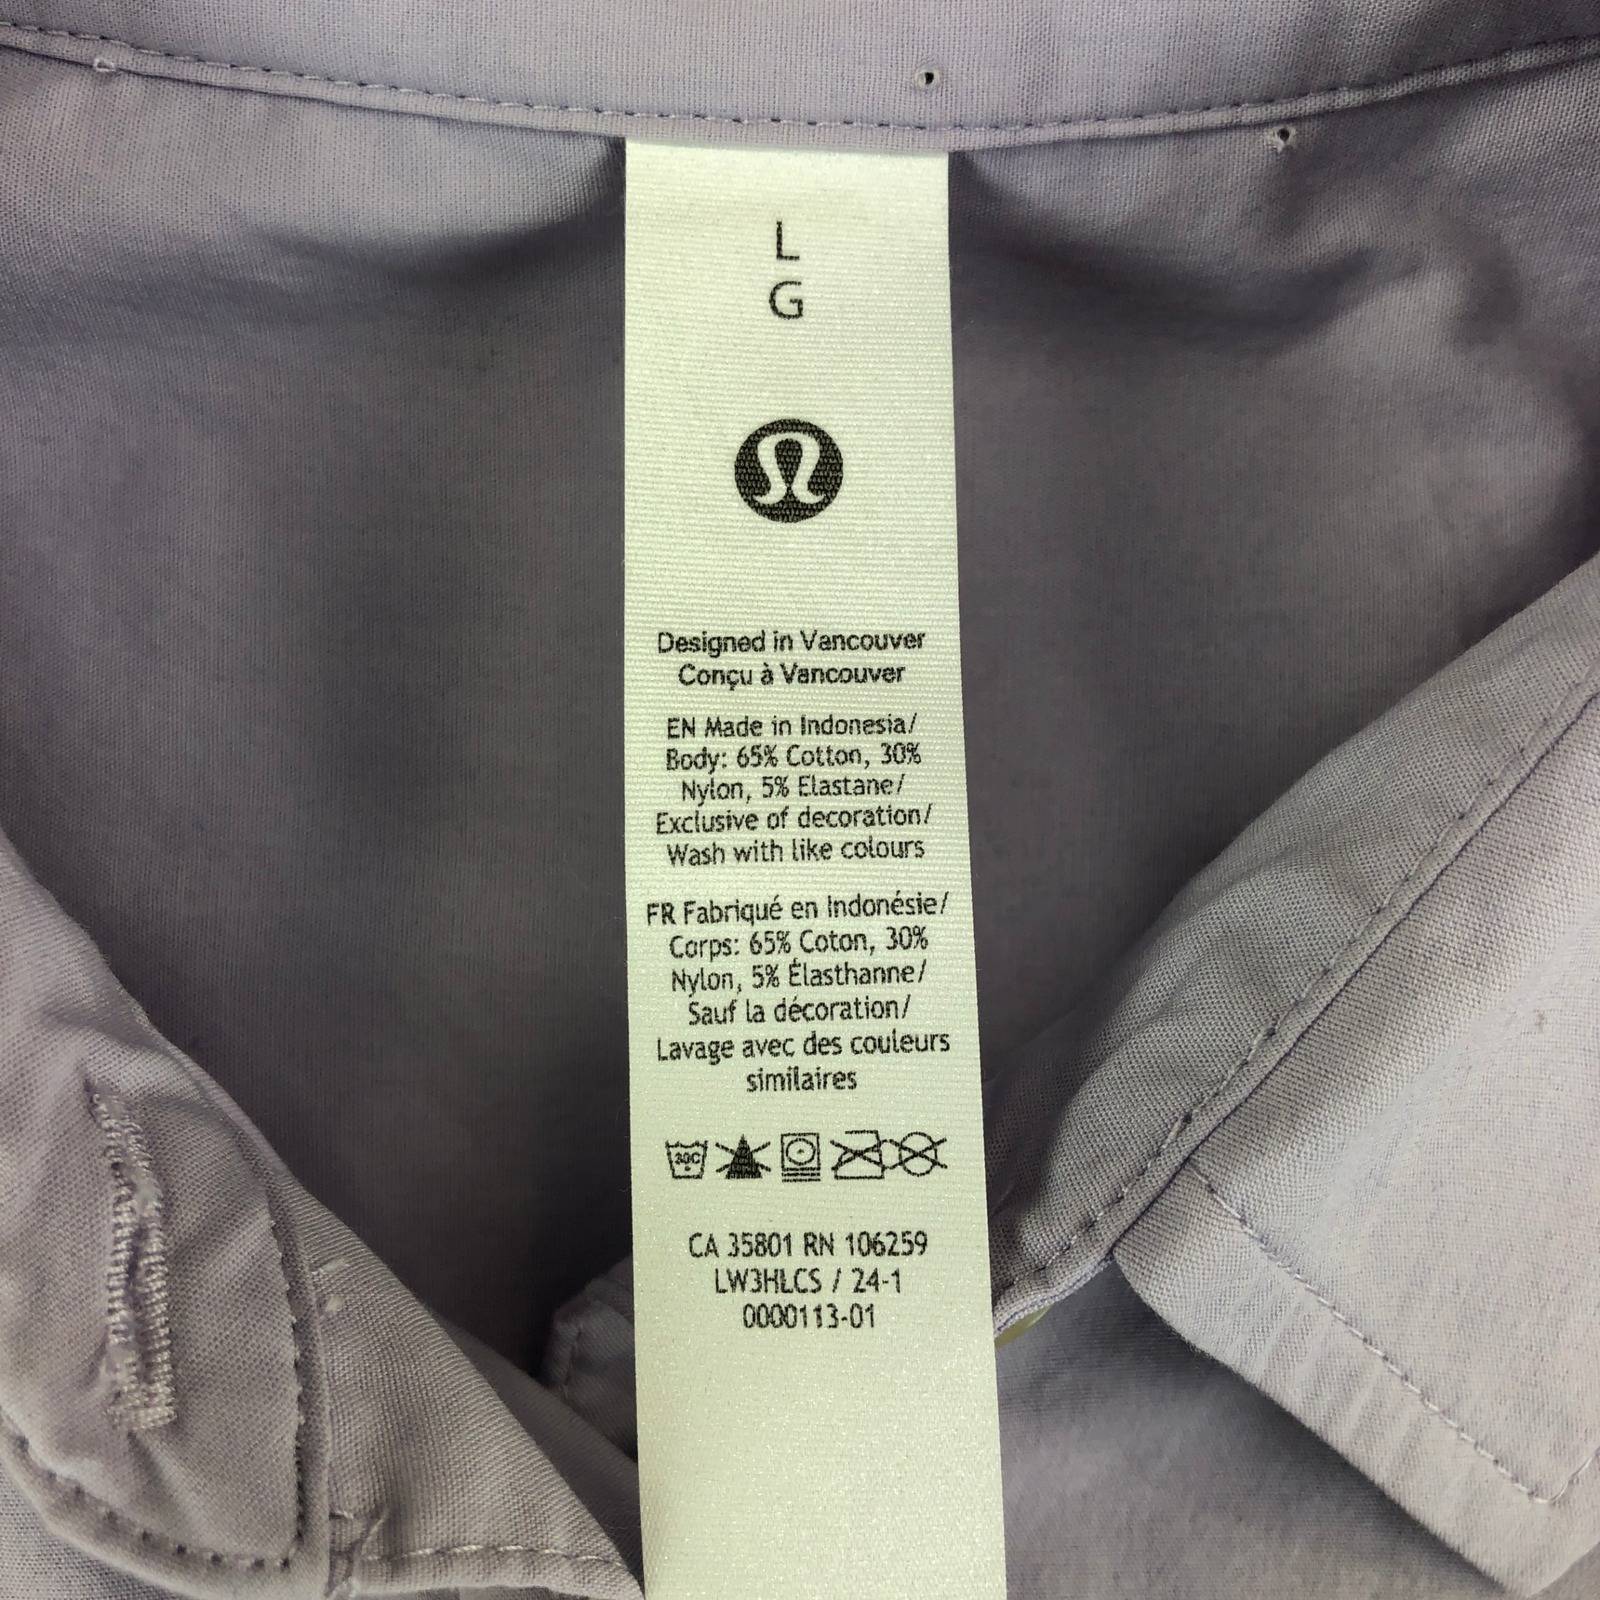 L
G
Designed in Vancouver
Conçu à Vancouver
EN Made in Indonesia/
Body: 65% Cotton, 30%
Nylon, 5% Elastane/
Exclusive of decoration/
Wash with like colours
FR Fabriqué en Indonésie/
Corps: 65% Coton, 30%
Nylon, 5% Élasthanne/
Sauf la décoration/
Lavage avec des couleurs
similaires
30C
CA 35801 RN 106259
LW3HLCS / 24-1
0000113-01